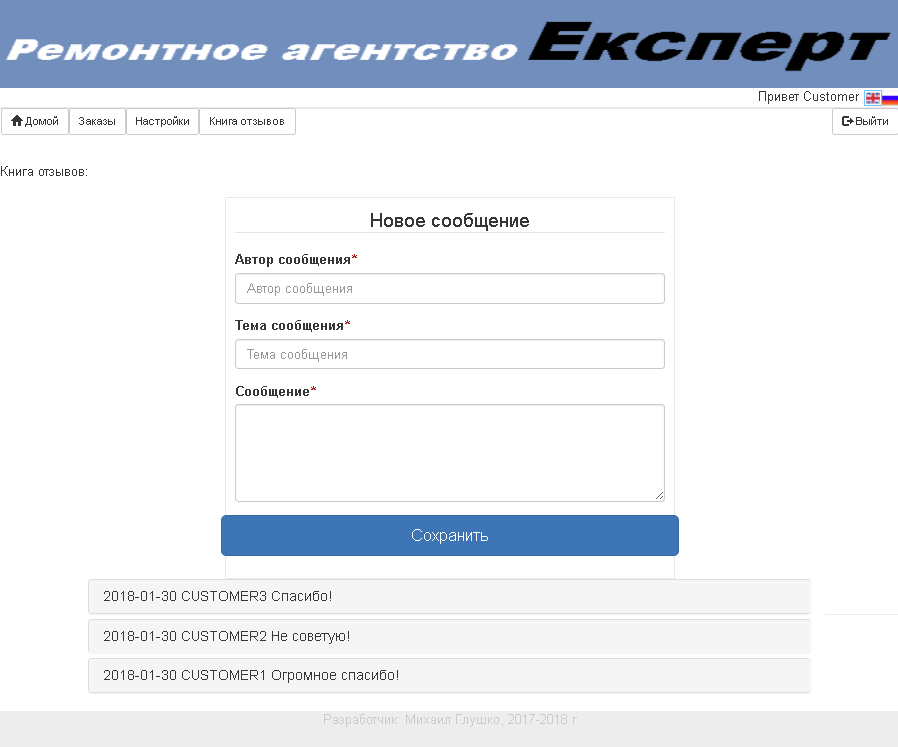 Ремонтное агентство Експерт
Привет Customer
Домой Заказы Настройки Книга отзывов Выйти
Книга отзывов:
Новое сообщение
Автор сообщения*
Автор сообщения
Тема сообщения*
Тема сообщения
Сообщение*
Сохранить
2018-01-30 CUSTOMER3 Спасибо!
2018-01-30 CUSTOMER2 Не советую!
2018-01-30 CUSTOMER1 Огромное спасибо!
Разработчик: Михаил Глушко, 2017-2018 г